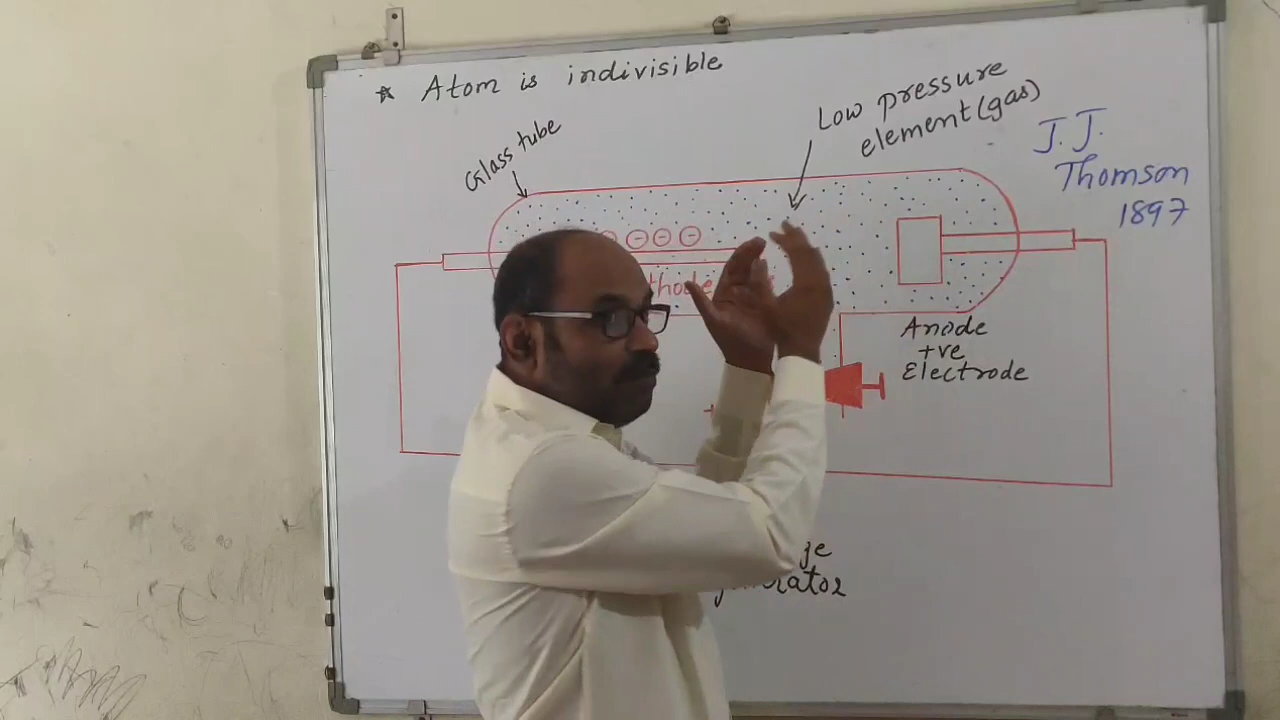 ★ Atom is indivisible
Glass tube
Low pressure
element(gas)
J.J.
Thomson
1897
Anode
+ve
Electrode